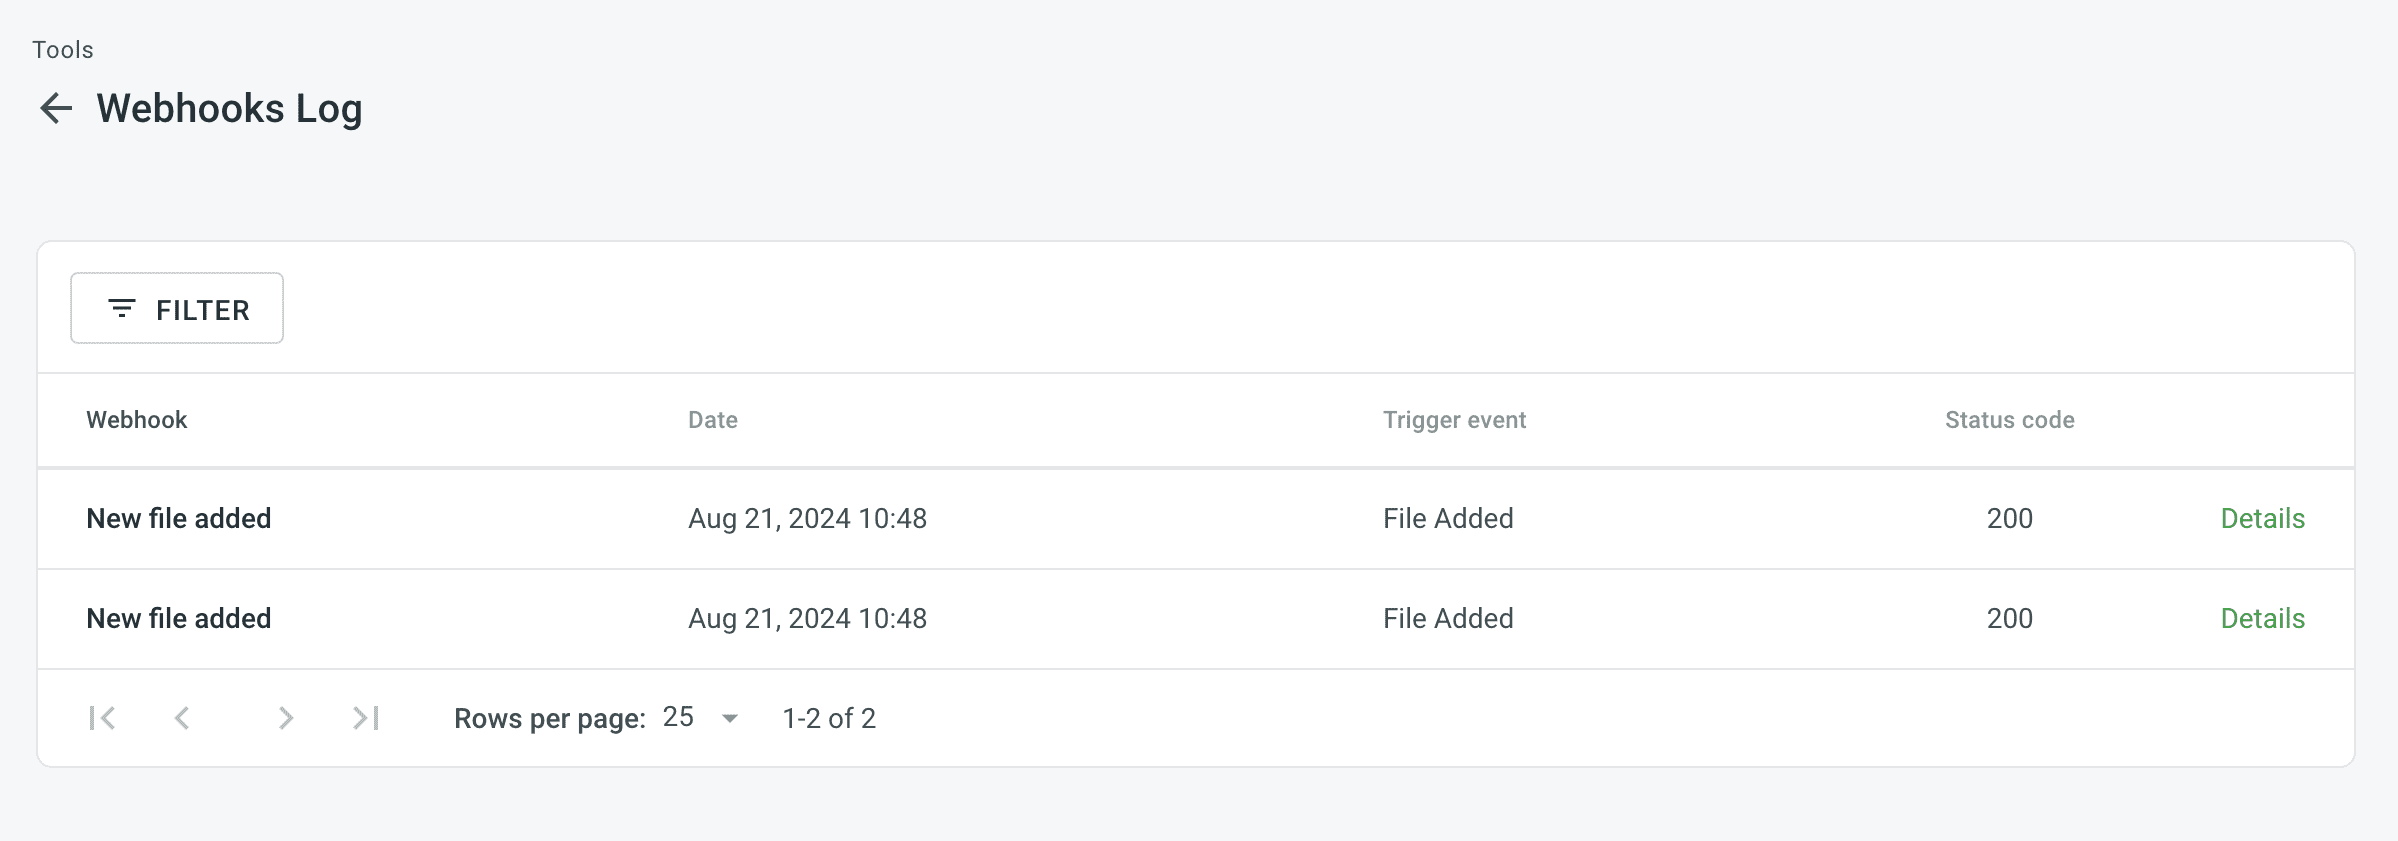 Tools
Webhooks Log
FILTER
Webhook Date Trigger event Status code
New file added Aug 21, 2024 10:48 File Added 200 Details
New file added Aug 21, 2024 10:48 File Added 200 Details
Rows per page: 25 1-2 of 2